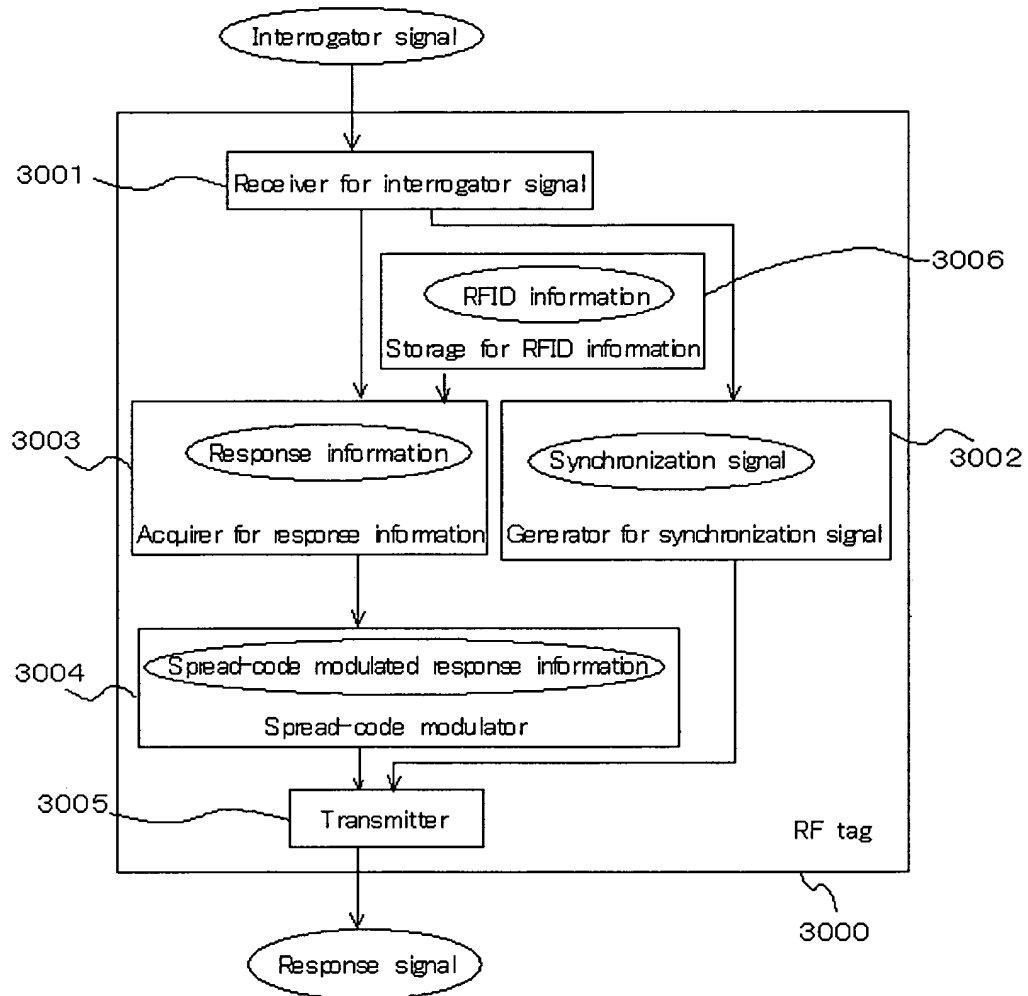 Interrogator signal
3001
Receiver for interrogator signal
3006
RFID information
Storage for RFID information
3003
Response information
Acquirer for response information
Synchronization signal
Generator for synchronization signal
3002
3004
Spread-code modulated response information
Spread-code modulator
3005
Transmitter
RF tag
3000
Response signal